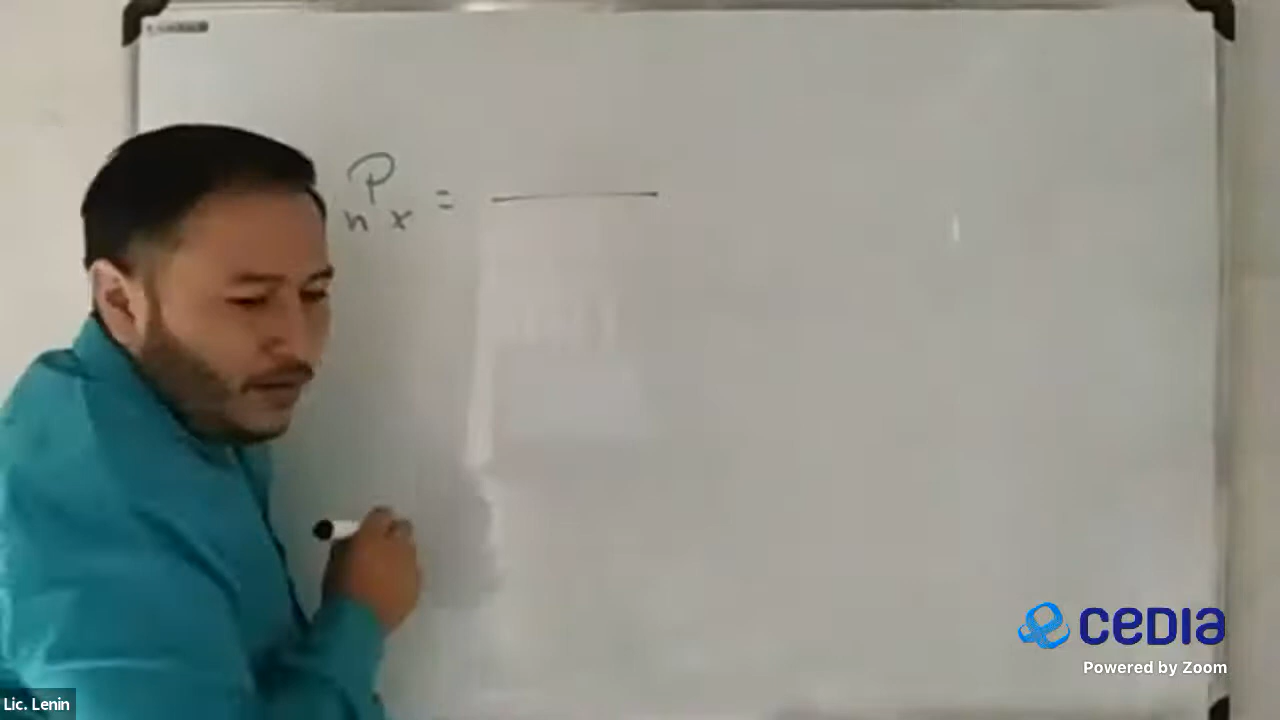 P
n x =
cedia
Powered by Zoom
Lic. Lenin